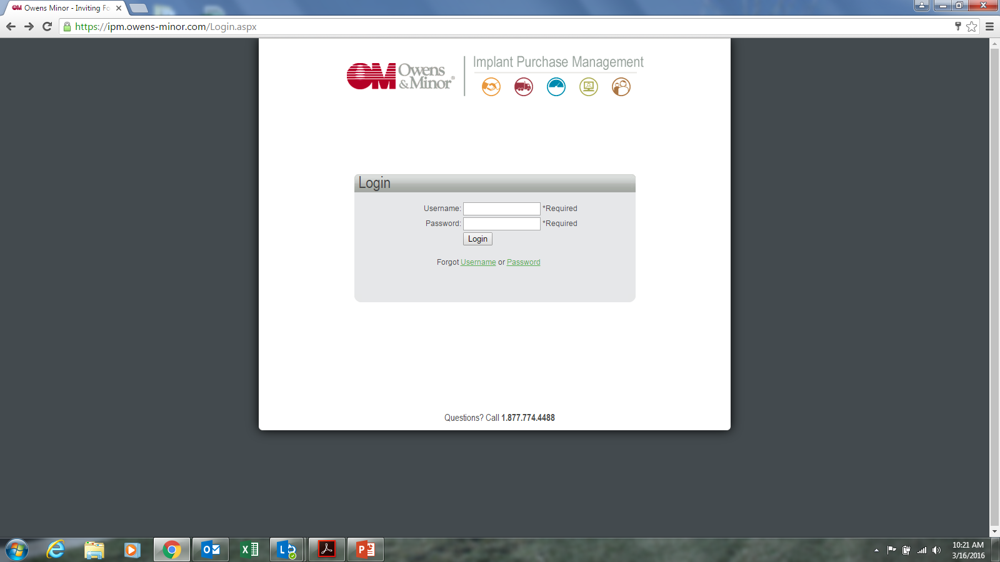 Owens Minor - Inviting Fo
https://ipm.owens-minor.com/Login.aspx
OM Owens & Minor®
Implant Purchase Management
Login
Username: *Required
Password: *Required
Login
Forgot Username or Password
Questions? Call 1.877.774.4488
10:21 AM
3/16/2016